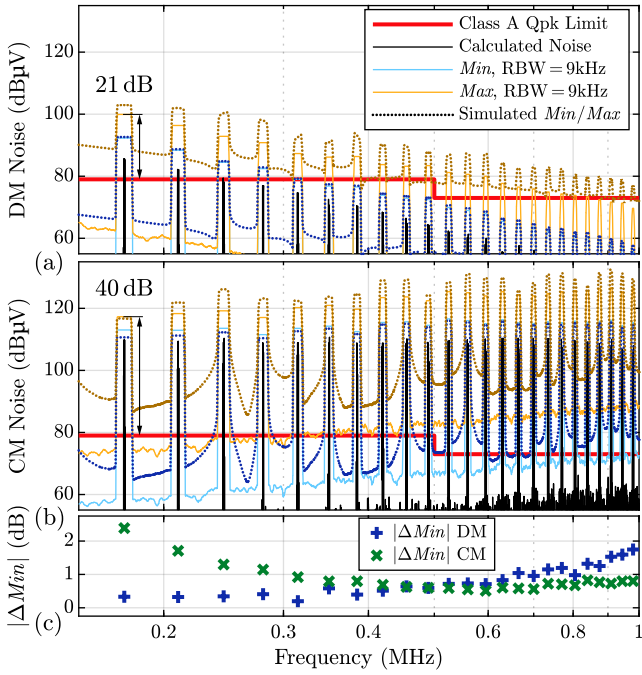 Class A Qpk Limit
Calculated Noise
Min, RBW = 9kHz
Max, RBW = 9kHz
Simulated Min/Max
21 dB
120
100
80
60
DM Noise (dBμV)
(a)
40 dB
120
100
80
60
CM Noise (dBμV)
(b)
|ΔMin| DM
|ΔMin| CM
2
1
0
|ΔMin| (dB)
(c)
0.2
0.3
0.4
0.6
0.8
1
Frequency (MHz)